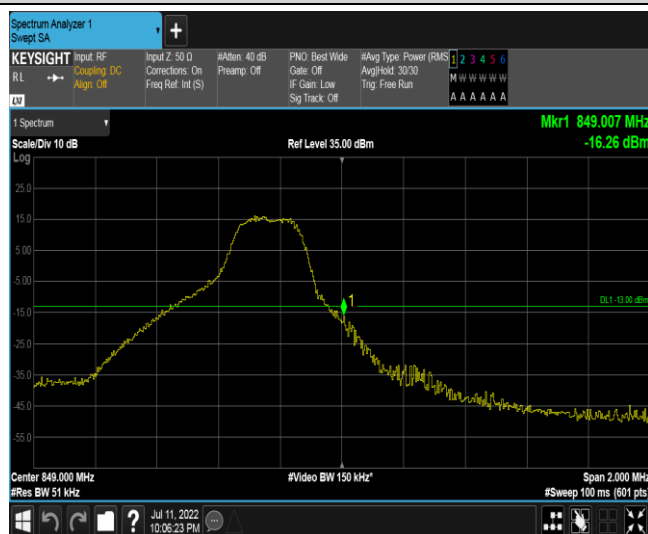 Spectrum Analyzer 1
Swept SA
KEYSIGHT
RL
LXI
Input: RF
Coupling: DC
Align: Off
Input Z: 50 Ω
Corrections: On
Freq Ref: Int (S)
#Atten: 40 dB
Preamp: Off
PNO: Best Wide
Gate: Off
IF Gain: Low
Sig Track: Off
#Avg Type: Power (RMS
Avg|Hold: 30/30
Trig: Free Run
1 2 3 4 5 6
M W W W W W
A A A A A A
1 Spectrum
Mkr1 849.007 MHz
Scale/Div 10 dB
Ref Level 35.00 dBm
-16.26 dBm
Log
25.0
15.0
5.00
-5.00
1
DL1 -13.00 dBm
-15.0
-25.0
-35.0
-45.0
-55.0
Center 849.000 MHz
#Video BW 150 kHz*
Span 2.000 MHz
#Res BW 51 kHz
#Sweep 100 ms (601 pts)
?
Jul 11, 2022
10:06:23 PM